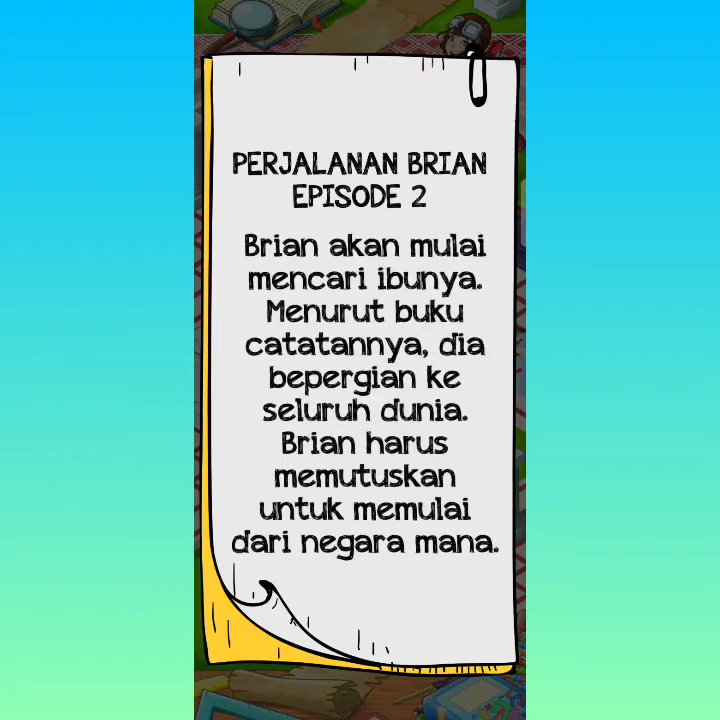 PERJALANAN BRIAN
EPISODE 2
Brian akan mulai
mencari ibunya.
Menurut buku
catatannya, dia
bepergian ke
seluruh dunia.
Brian harus
memutuskan
untuk memulai
dari negara mana.